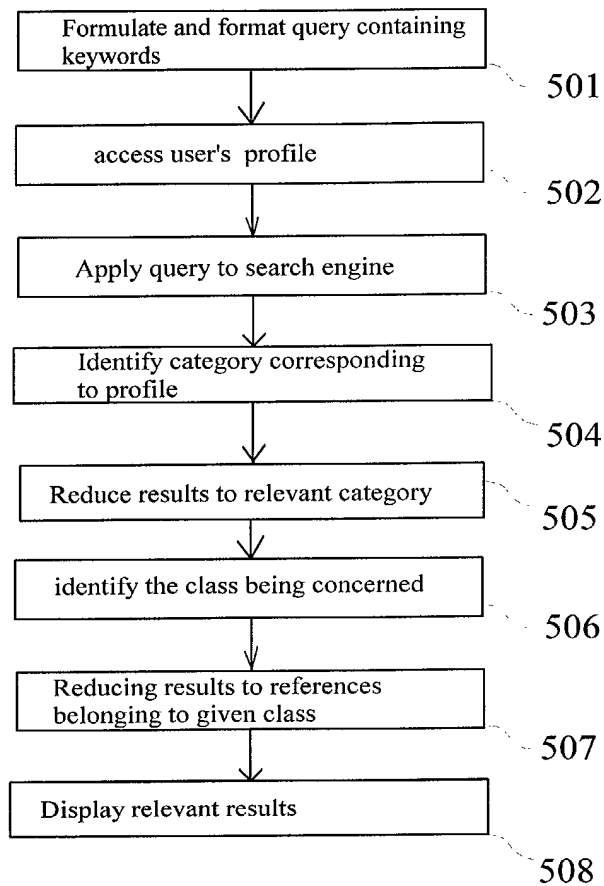 Formulate and format query containing
keywords
501
access user's profile
502
Apply query to search engine
503
Identify category corresponding
to profile
504
Reduce results to relevant category
505
identify the class being concerned
506
Reducing results to references
belonging to given class
507
Display relevant results
508